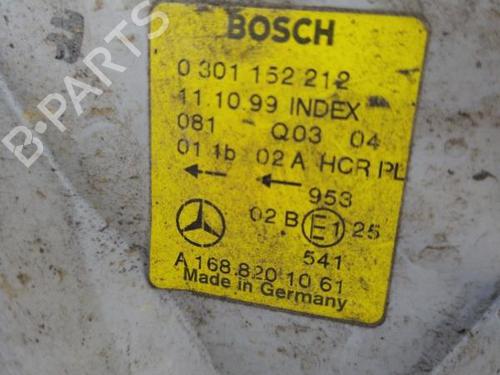 BOSCH
0 301 152 212
11.10.99 INDEX
081 Q03 04
01 1b 02 A HCR PL
953
02 B E1 25
541
A 168 820 10 61
Made in Germany
B-PARTS